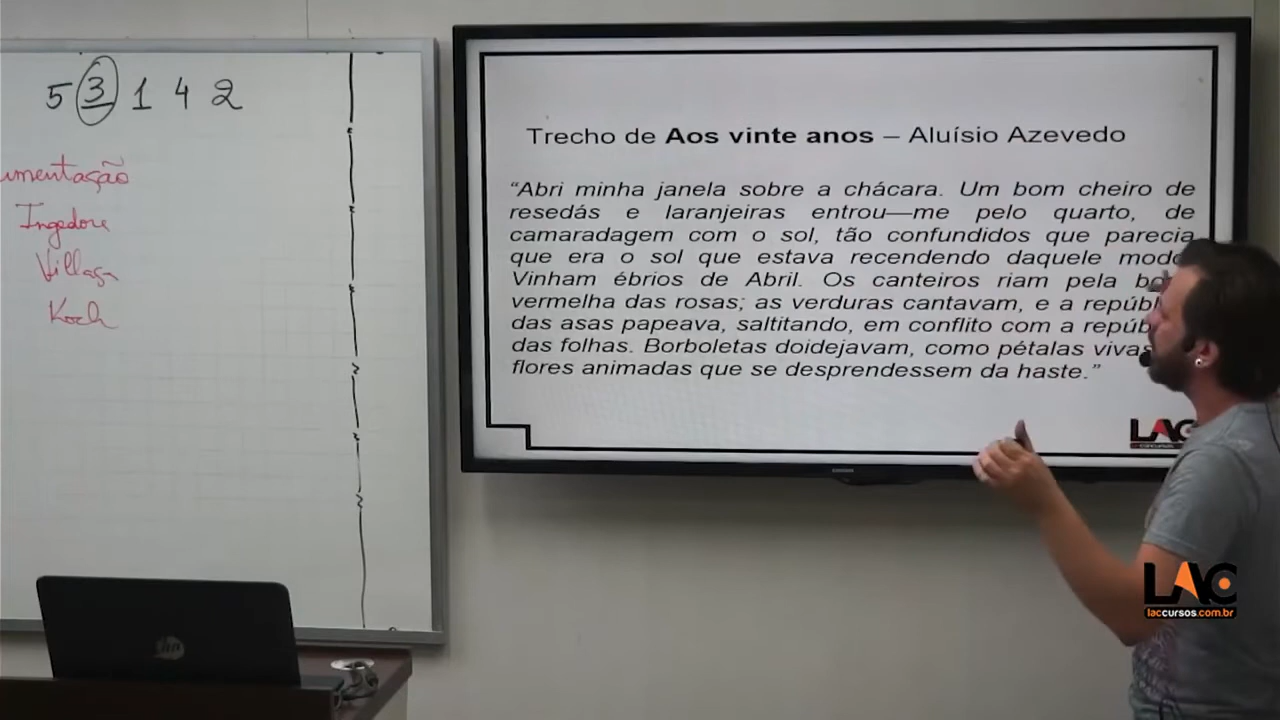 5 3 1 4 2
umentação
Ingedore
Villaça
Koch
Trecho de Aos vinte anos – Aluísio Azevedo
“Abri minha janela sobre a chácara. Um bom cheiro de
resedás e laranjeiras entrou—me pelo quarto, de
camaradagem com o sol, tão confundidos que parecia
que era o sol que estava recendendo daquele modo.
Vinham ébrios de Abril. Os canteiros riam pela bo
vermelha das rosas; as verduras cantavam, e a repúbl
das asas papeava, saltitando, em conflito com a repúb
das folhas. Borboletas doidejavam, como pétalas vivas
flores animadas que se desprendessem da haste.”
LAC
hp
LAC
laccursos.com.br